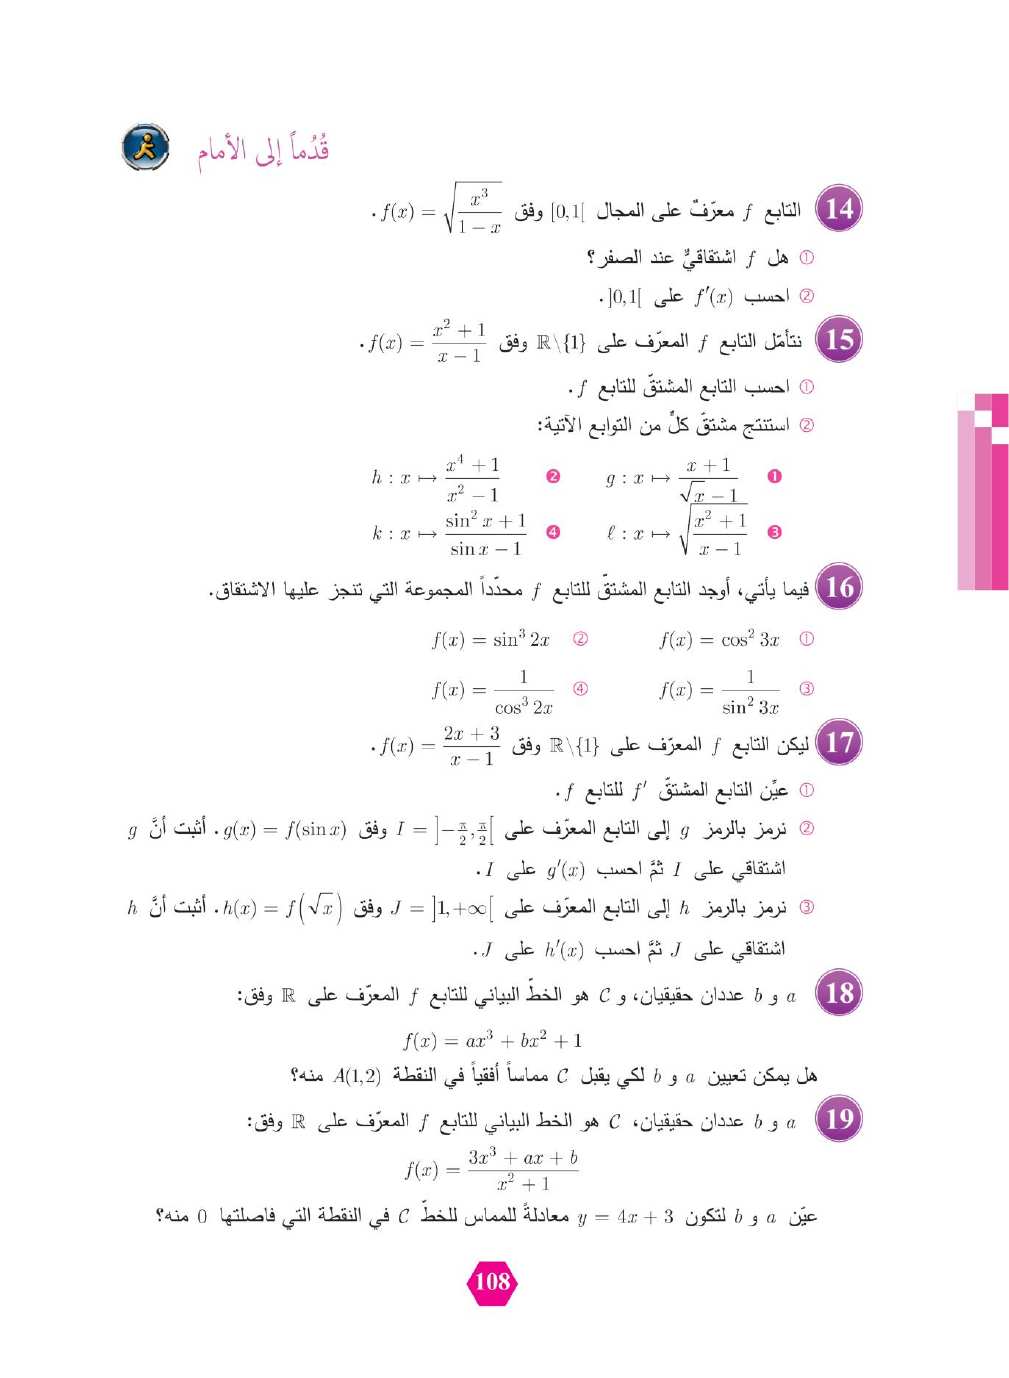 قُدُماً إلى الأمام
14 التابع f معرّفٌ على المجال [0,1[ وفق f(x) = √(x³/(1 − x)).
① هل f اشتقاقيٌّ عند الصفر؟
② احسب f′(x) على ]0,1[.
15 نتأمّل التابع f المعرّف على ℝ\{1} وفق f(x) = (x² + 1)/(x − 1).
① احسب التابع المشتقّ للتابع f.
② استنتج مشتقّ كلٍّ من التوابع الآتية:
❶ g : x ↦ (x + 1)/(√x − 1) ❷ h : x ↦ (x⁴ + 1)/(x² − 1)
❸ ℓ : x ↦ √((x² + 1)/(x − 1)) ❹ k : x ↦ (sin² x + 1)/(sin x − 1)
16 فيما يأتي، أوجد التابع المشتقّ للتابع f محدّداً المجموعة التي تنجز عليها الاشتقاق.
① f(x) = cos² 3x ② f(x) = sin³ 2x
③ f(x) = 1/(sin² 3x) ④ f(x) = 1/(cos³ 2x)
17 ليكن التابع f المعرّف على ℝ\{1} وفق f(x) = (2x + 3)/(x − 1).
① عيِّن التابع المشتقّ f′ للتابع f.
② نرمز بالرمز g إلى التابع المعرّف على I = ]−π/2, π/2[ وفق g(x) = f(sin x). أثبت أنَّ g
اشتقاقي على I ثمَّ احسب g′(x) على I.
③ نرمز بالرمز h إلى التابع المعرّف على J = ]1,+∞[ وفق h(x) = f(√x). أثبت أنَّ h
اشتقاقي على J ثمَّ احسب h′(x) على J.
18 a و b عددان حقيقيان، و C هو الخطّ البياني للتابع f المعرّف على ℝ وفق:
f(x) = ax³ + bx² + 1
هل يمكن تعيين a و b لكي يقبل C مماساً أفقياً في النقطة A(1,2) منه؟
19 a و b عددان حقيقيان، C هو الخط البياني للتابع f المعرّف على ℝ وفق:
f(x) = (3x³ + ax + b)/(x² + 1)
عيّن a و b لتكون y = 4x + 3 معادلةً للمماس للخطّ C في النقطة التي فاصلتها 0 منه؟
108